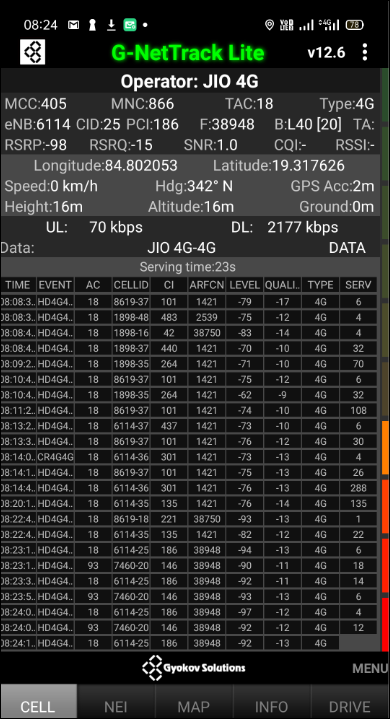 08:24
78
G-NetTrack Lite v12.6
Operator: JIO 4G
MCC:405 MNC:866 TAC:18 Type:4G
eNB:6114 CID:25 PCI:186 F:38948 B:L40 [20] TA:
RSRP:-98 RSRQ:-15 SNR:1.0 CQI:- RSSI:-
Longitude:84.802053 Latitude:19.317626
Speed:0 km/h Hdg:342° N GPS Acc:2m
Height:16m Altitude:16m Ground:0m
UL: 70 kbps DL: 2177 kbps
Data: JIO 4G-4G DATA
Serving time:23s
TIME EVENT AC CELLID CI ARFCN LEVEL QUALI.. TYPE SERV
08:08:3.. HD4G4.. 18 8619-37 101 1421 -79 -17 4G 6
08:08:3.. HD4G4.. 18 1898-48 483 2539 -75 -12 4G 4
08:08:4.. HD4G4.. 18 1898-16 42 38750 -83 -14 4G 4
08:08:4.. HD4G4.. 18 1898-37 440 1421 -70 -10 4G 32
08:09:2.. HD4G4.. 18 1898-35 264 1421 -71 -10 4G 70
08:10:4.. HD4G4.. 18 8619-37 101 1421 -75 -12 4G 6
08:10:4.. HD4G4.. 18 1898-35 264 1421 -62 -9 4G 32
08:11:2.. HD4G4.. 18 8619-37 101 1421 -74 -10 4G 108
08:13:2.. HD4G4.. 18 6114-37 437 1421 -73 -10 4G 6
08:13:3.. HD4G4.. 18 8619-37 101 1421 -76 -12 4G 30
08:14:0.. CR4G4G 18 6114-36 301 1421 -73 -13 4G 4
08:14:1.. HD4G4.. 18 8619-37 101 1421 -75 -13 4G 26
08:14:4.. HD4G4.. 18 6114-36 301 1421 -76 -13 4G 288
08:20:1.. HD4G4.. 18 6114-35 135 1421 -76 -14 4G 135
08:22:4.. HD4G4.. 18 8619-18 221 38750 -93 -13 4G 1
08:22:4.. HD4G4.. 18 6114-35 135 1421 -82 -12 4G 22
08:23:1.. HD4G4.. 18 6114-25 186 38948 -94 -13 4G 6
08:23:1.. HD4G4.. 93 7460-20 146 38948 -90 -11 4G 18
08:23:3.. HD4G4.. 18 6114-25 186 38948 -92 -11 4G 14
08:23:5.. HD4G4.. 93 7460-20 146 38948 -93 -13 4G 6
08:24:0.. HD4G4.. 18 6114-25 186 38948 -97 -12 4G 4
08:24:0.. HD4G4.. 93 7460-20 146 38948 -92 -12 4G 12
08:24:1.. HD4G4.. 18 6114-25 186 38948 -92 -13 4G
Gyokov Solutions MENU
CELL NEI MAP INFO DRIVE